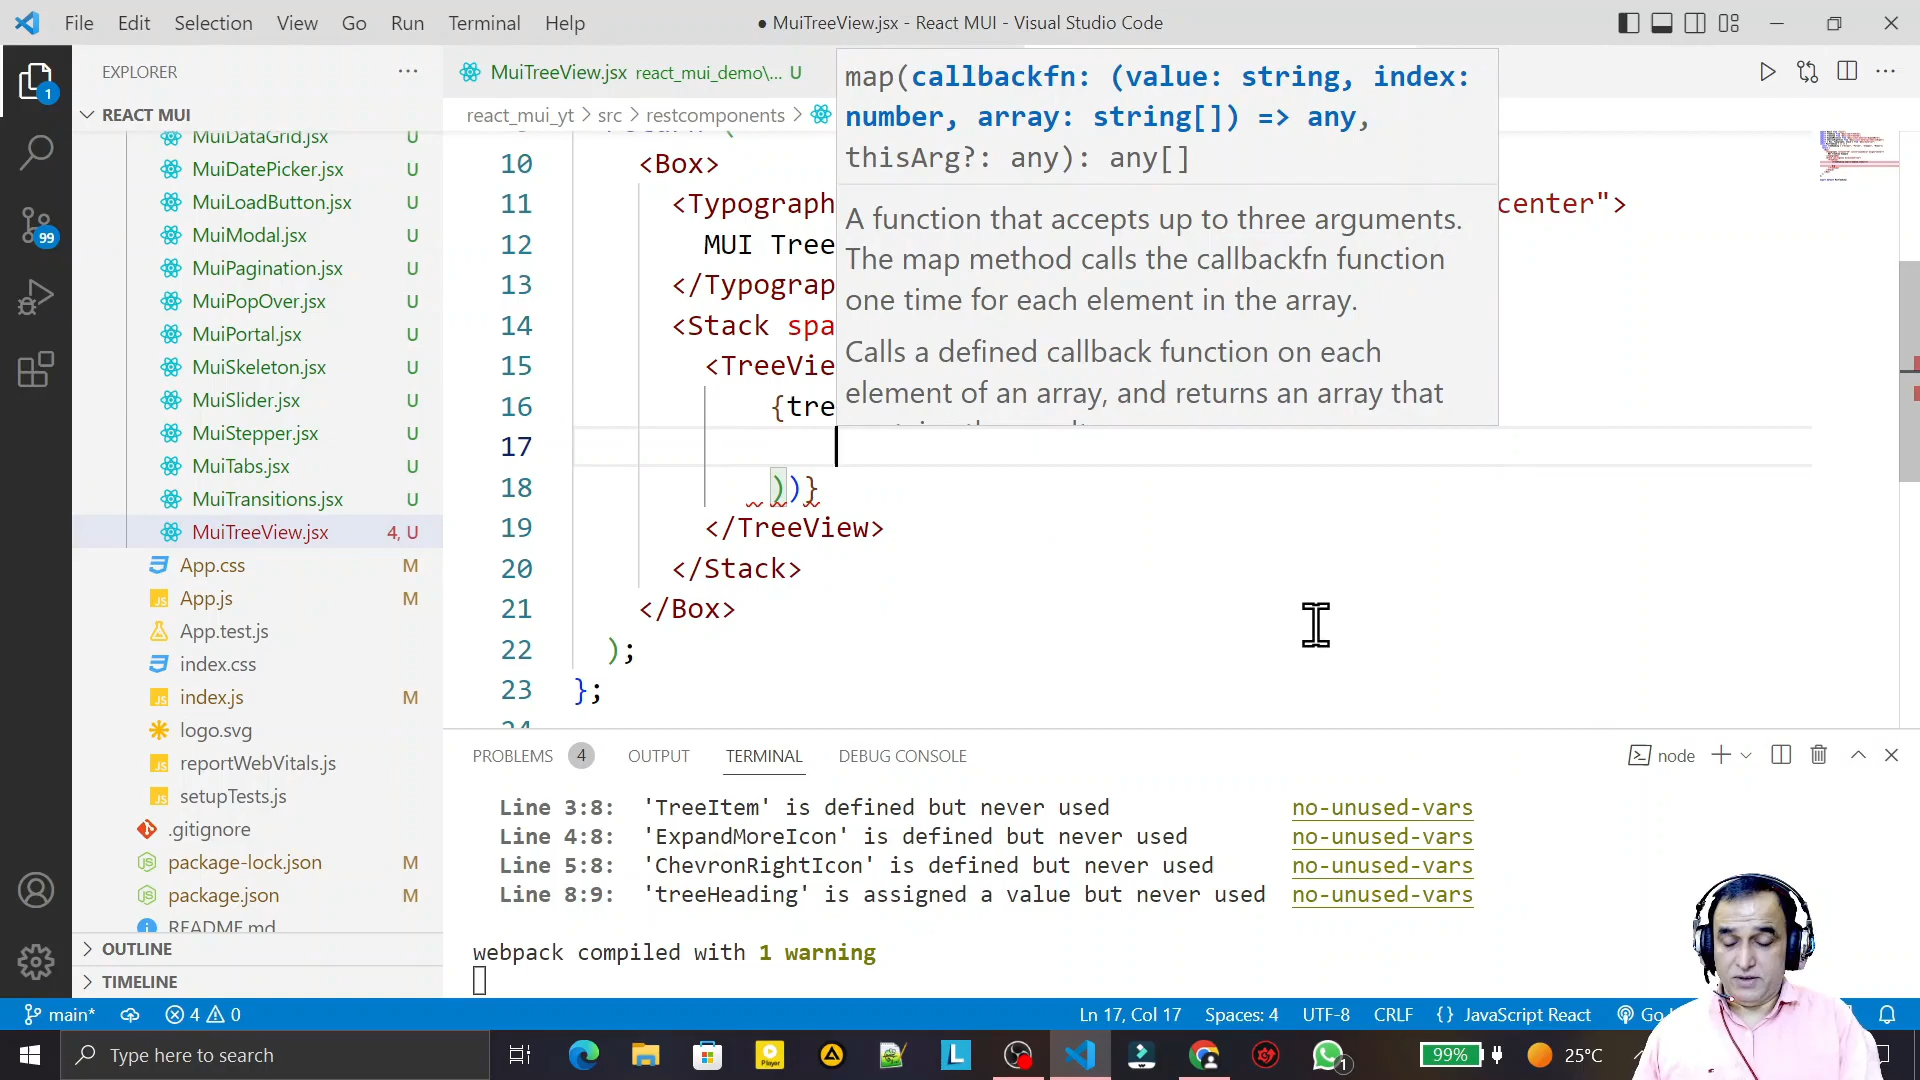 File Edit Selection View Go Run Terminal Help
● MuiTreeView.jsx - React MUI - Visual Studio Code
EXPLORER
REACT MUI
MuiDataGrid.jsx U
MuiDatePicker.jsx U
MuiLoadButton.jsx U
MuiModal.jsx U
MuiPagination.jsx U
MuiPopOver.jsx U
MuiPortal.jsx U
MuiSkeleton.jsx U
MuiSlider.jsx U
MuiStepper.jsx U
MuiTabs.jsx U
MuiTransitions.jsx U
MuiTreeView.jsx 4, U
App.css M
App.js M
App.test.js
index.css
index.js M
logo.svg
reportWebVitals.js
setupTests.js
.gitignore
package-lock.json M
package.json M
README.md
OUTLINE
TIMELINE
1
99
MuiTreeView.jsx react_mui_demo\... U
react_mui_yt > src > restcomponents >
map(callbackfn: (value: string, index:
number, array: string[]) => any,
thisArg?: any): any[]
A function that accepts up to three arguments.
The map method calls the callbackfn function
one time for each element in the array.
Calls a defined callback function on each
element of an array, and returns an array that
10 <Box>
11 <Typograph center">
12 MUI Tree
13 </Typograp
14 <Stack spa
15 <TreeVie
16 {tre
17
18 ))}
19 </TreeView>
20 </Stack>
21 </Box>
22 );
23 };
24
PROBLEMS 4 OUTPUT TERMINAL DEBUG CONSOLE
node
Line 3:8: 'TreeItem' is defined but never used no-unused-vars
Line 4:8: 'ExpandMoreIcon' is defined but never used no-unused-vars
Line 5:8: 'ChevronRightIcon' is defined but never used no-unused-vars
Line 8:9: 'treeHeading' is assigned a value but never used no-unused-vars
webpack compiled with 1 warning
main* 4 0
Ln 17, Col 17 Spaces: 4 UTF-8 CRLF {} JavaScript React Go
Type here to search
Player
L
1
99%
25°C